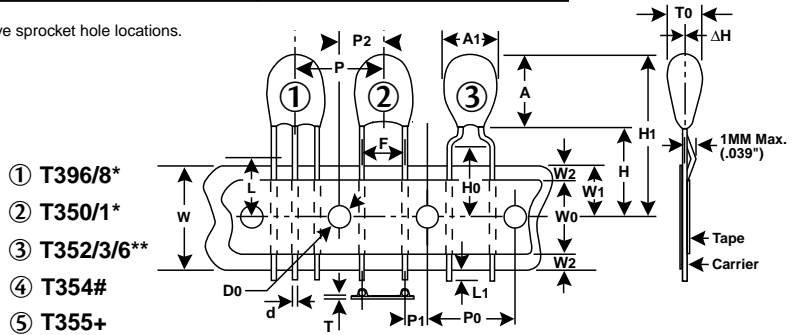 ve sprocket hole locations.
T0
P2
A1
ΔH
P
① ② ③
A
H1
F
1MM Max.
(.039")
① T396/8*
L
H0
H
W2
W1
W
② T350/1*
W0
③ T352/3/6**
Tape
D0
W2
Carrier
④ T354#
d
L1
T
P1
P0
⑤ T355+